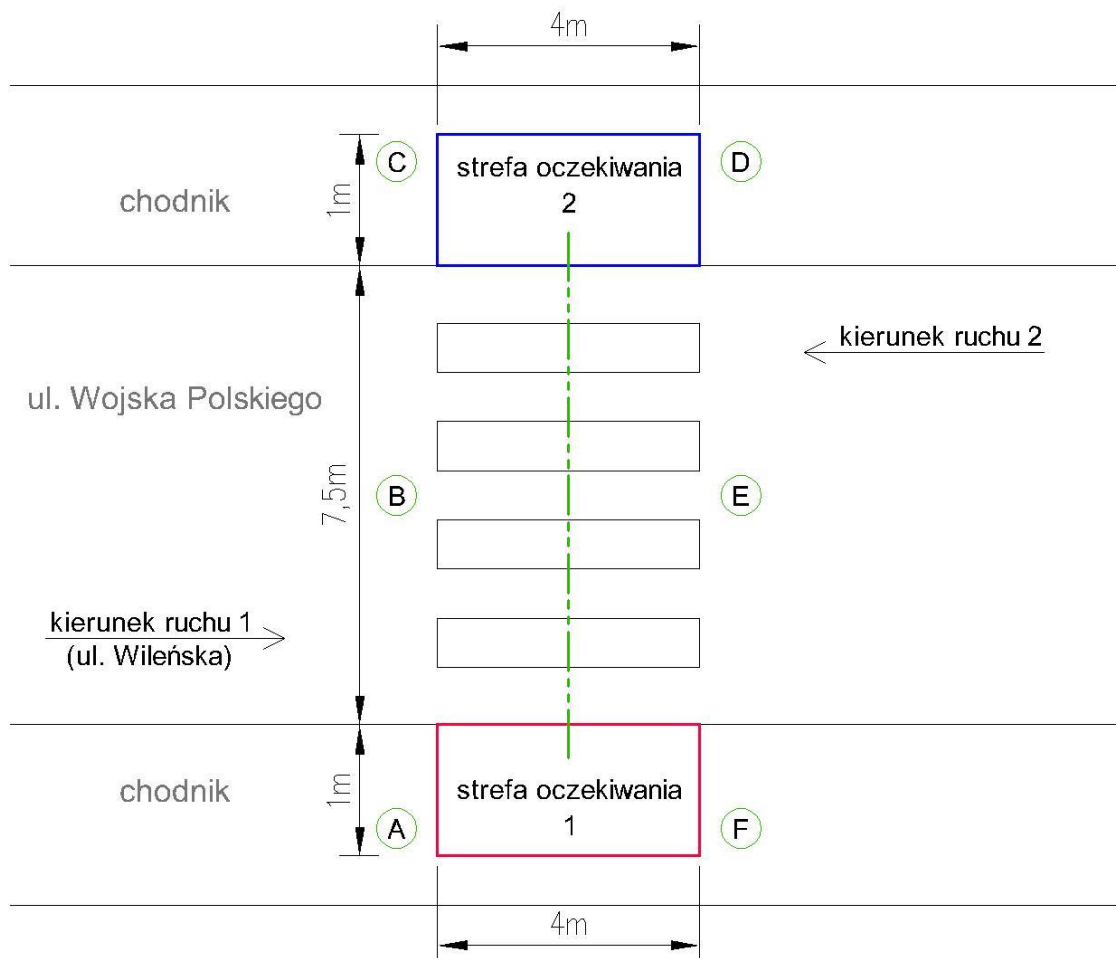 4m
C
strefa oczekiwania
2
D
1m
chodnik
kierunek ruchu 2
ul. Wojska Polskiego
7,5m
B
E
kierunek ruchu 1
(ul. Wileńska)
chodnik
1m
strefa oczekiwania
1
A
F
4m